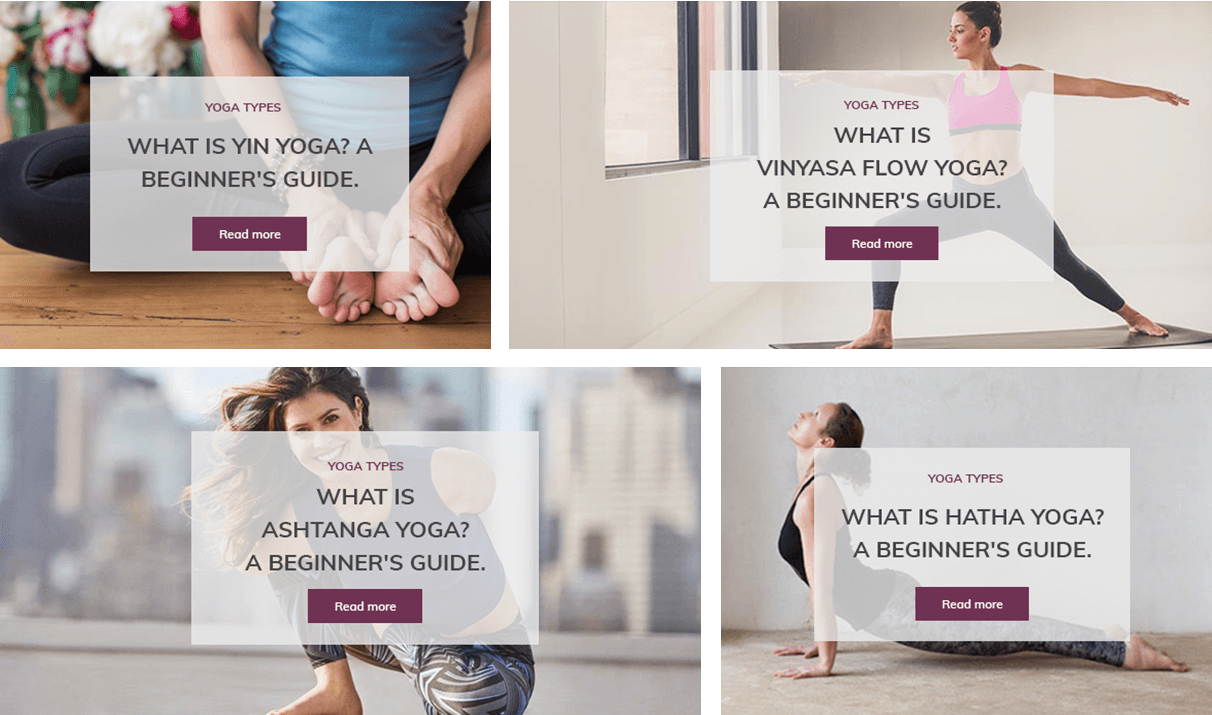 YOGA TYPES
WHAT IS YIN YOGA? A
BEGINNER'S GUIDE.
Read more
YOGA TYPES
WHAT IS
VINYASA FLOW YOGA?
A BEGINNER'S GUIDE.
Read more
YOGA TYPES
WHAT IS
ASHTANGA YOGA?
A BEGINNER'S GUIDE.
Read more
YOGA TYPES
WHAT IS HATHA YOGA?
A BEGINNER'S GUIDE.
Read more